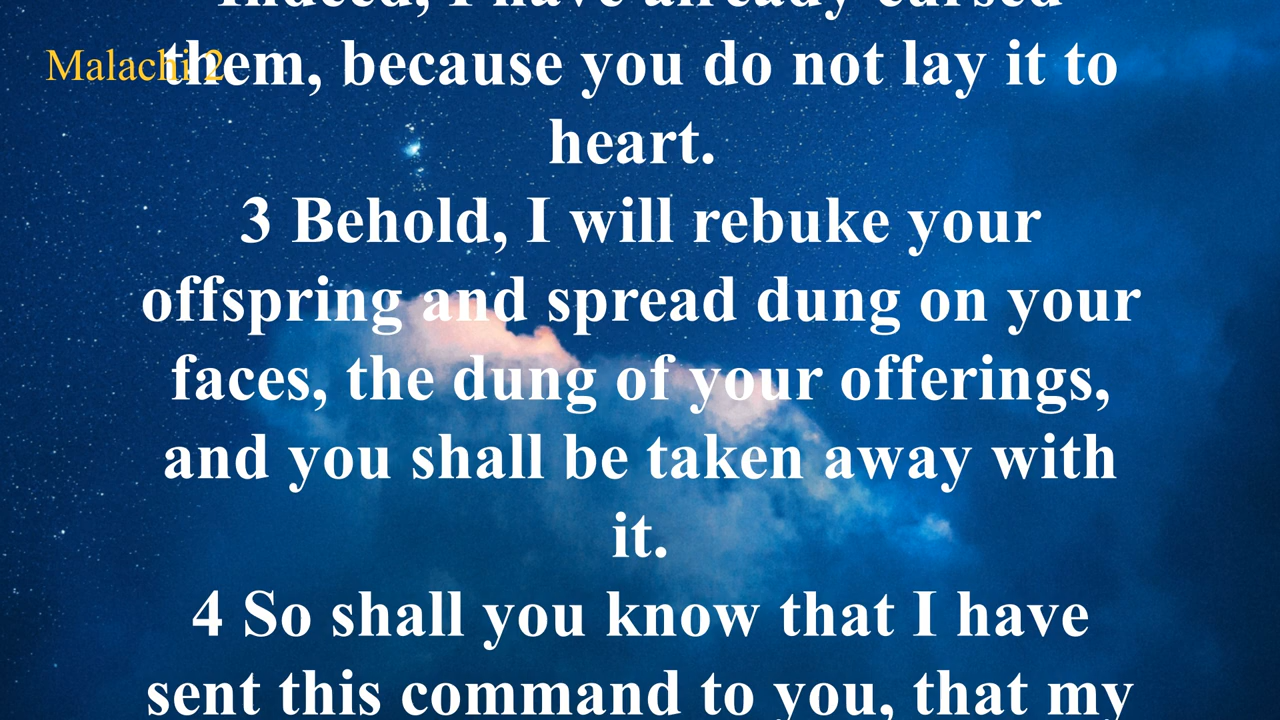 Indeed, I have already cursed
Malachi 2
them, because you do not lay it to
heart.
3 Behold, I will rebuke your
offspring and spread dung on your
faces, the dung of your offerings,
and you shall be taken away with
it.
4 So shall you know that I have
sent this command to you, that my